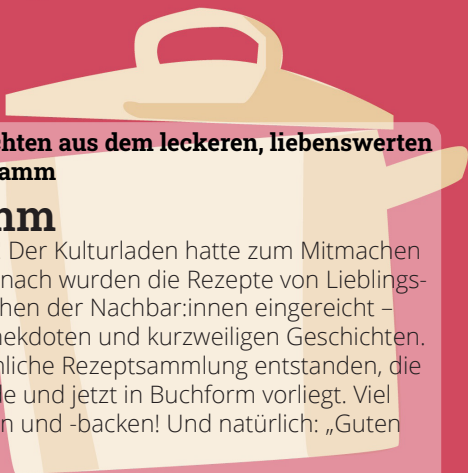 chten aus dem leckeren, liebenswerten
amm
mm
Der Kulturladen hatte zum Mitmachen
nach wurden die Rezepte von Lieblings-
hen der Nachbar:innen eingereicht –
nekdoten und kurzweiligen Geschichten.
nliche Rezeptsammlung entstanden, die
de und jetzt in Buchform vorliegt. Viel
n und -backen! Und natürlich: „Guten